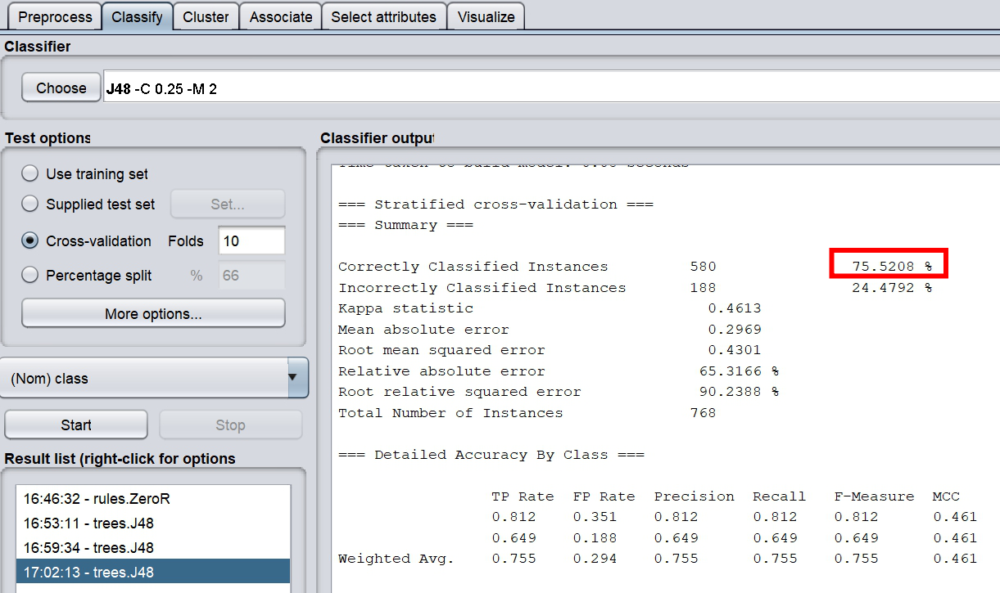 Preprocess Classify Cluster Associate Select attributes Visualize
Classifier
Choose J48 -C 0.25 -M 2
Test options
Use training set
Supplied test set Set...
Cross-validation Folds 10
Percentage split % 66
More options...
(Nom) class
Start Stop
Result list (right-click for options
16:46:32 - rules.ZeroR
16:53:11 - trees.J48
16:59:34 - trees.J48
17:02:13 - trees.J48
Classifier output
=== Stratified cross-validation ===
=== Summary ===
Correctly Classified Instances 580 75.5208 %
Incorrectly Classified Instances 188 24.4792 %
Kappa statistic 0.4613
Mean absolute error 0.2969
Root mean squared error 0.4301
Relative absolute error 65.3166 %
Root relative squared error 90.2388 %
Total Number of Instances 768
=== Detailed Accuracy By Class ===
TP Rate FP Rate Precision Recall F-Measure MCC
0.812 0.351 0.812 0.812 0.812 0.461
0.649 0.188 0.649 0.649 0.649 0.461
Weighted Avg. 0.755 0.294 0.755 0.755 0.755 0.461